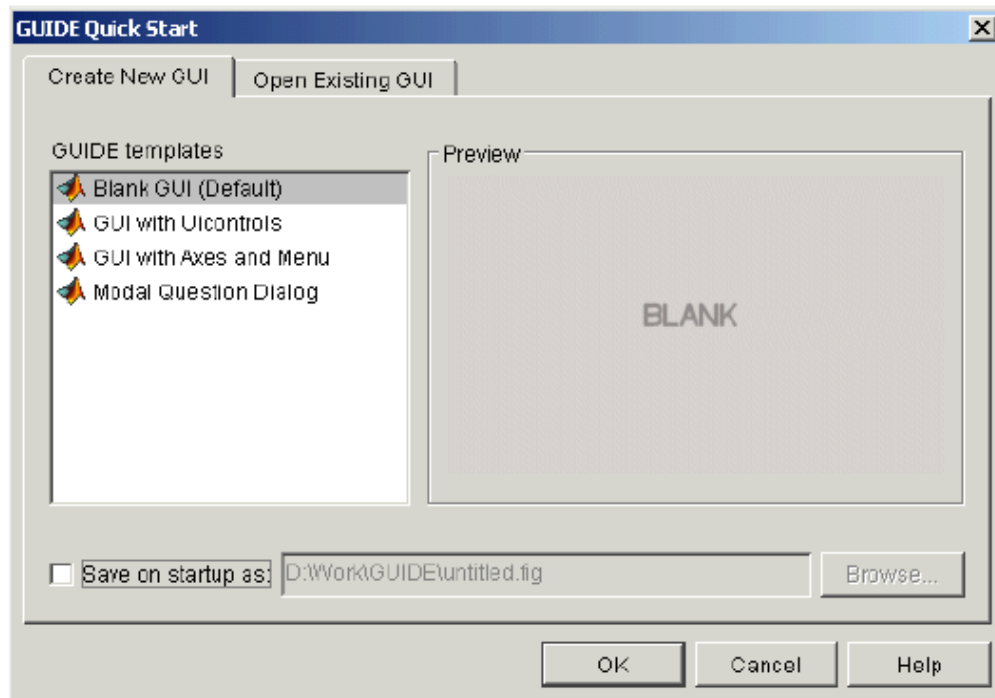 GUIDE Quick Start
Create New GUI
Open Existing GUI
GUIDE templates
Preview
Blank GUI (Default)
GUI with Uicontrols
GUI with Axes and Menu
Modal Question Dialog
BLANK
Save on startup as:
D:\Work\GUIDE\untitled.fig
Browse...
OK
Cancel
Help